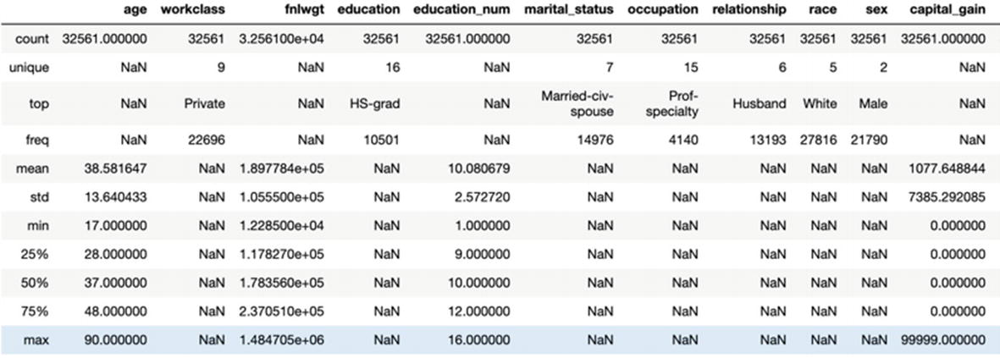 age workclass fnlwgt education education_num marital_status occupation relationship race sex capital_gain
count 32561.000000 32561 3.256100e+04 32561 32561.000000 32561 32561 32561 32561 32561 32561.000000
unique NaN 9 NaN 16 NaN 7 15 6 5 2 NaN
top NaN Private NaN HS-grad NaN Married-civ-spouse Prof-specialty Husband White Male NaN
freq NaN 22696 NaN 10501 NaN 14976 4140 13193 27816 21790 NaN
mean 38.581647 NaN 1.897784e+05 NaN 10.080679 NaN NaN NaN NaN NaN 1077.648844
std 13.640433 NaN 1.055500e+05 NaN 2.572720 NaN NaN NaN NaN NaN 7385.292085
min 17.000000 NaN 1.228500e+04 NaN 1.000000 NaN NaN NaN NaN NaN 0.000000
25% 28.000000 NaN 1.178270e+05 NaN 9.000000 NaN NaN NaN NaN NaN 0.000000
50% 37.000000 NaN 1.783560e+05 NaN 10.000000 NaN NaN NaN NaN NaN 0.000000
75% 48.000000 NaN 2.370510e+05 NaN 12.000000 NaN NaN NaN NaN NaN 0.000000
max 90.000000 NaN 1.484705e+06 NaN 16.000000 NaN NaN NaN NaN NaN 99999.000000